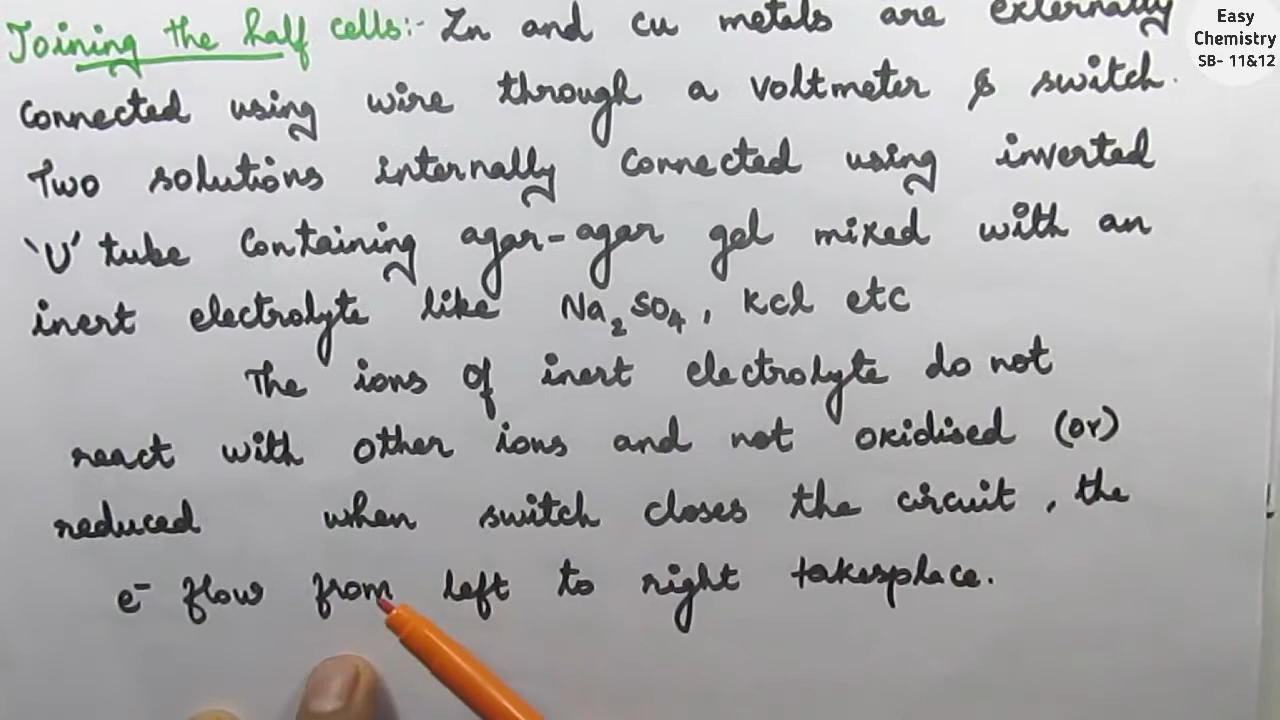 Joining the half cells:- Zn and cu metals are externally
Easy
Chemistry
SB- 11&12
connected using wire through a voltmeter & switch.
Two solutions internally connected using inverted
'U' tube containing agar-agar gel mixed with an
inert electrolyte like Na₂SO₄, KCl etc
The ions of inert electrolyte do not
react with other ions and not oxidised (or)
reduced when switch closes the circuit, the
e⁻ flow from left to right takesplace.